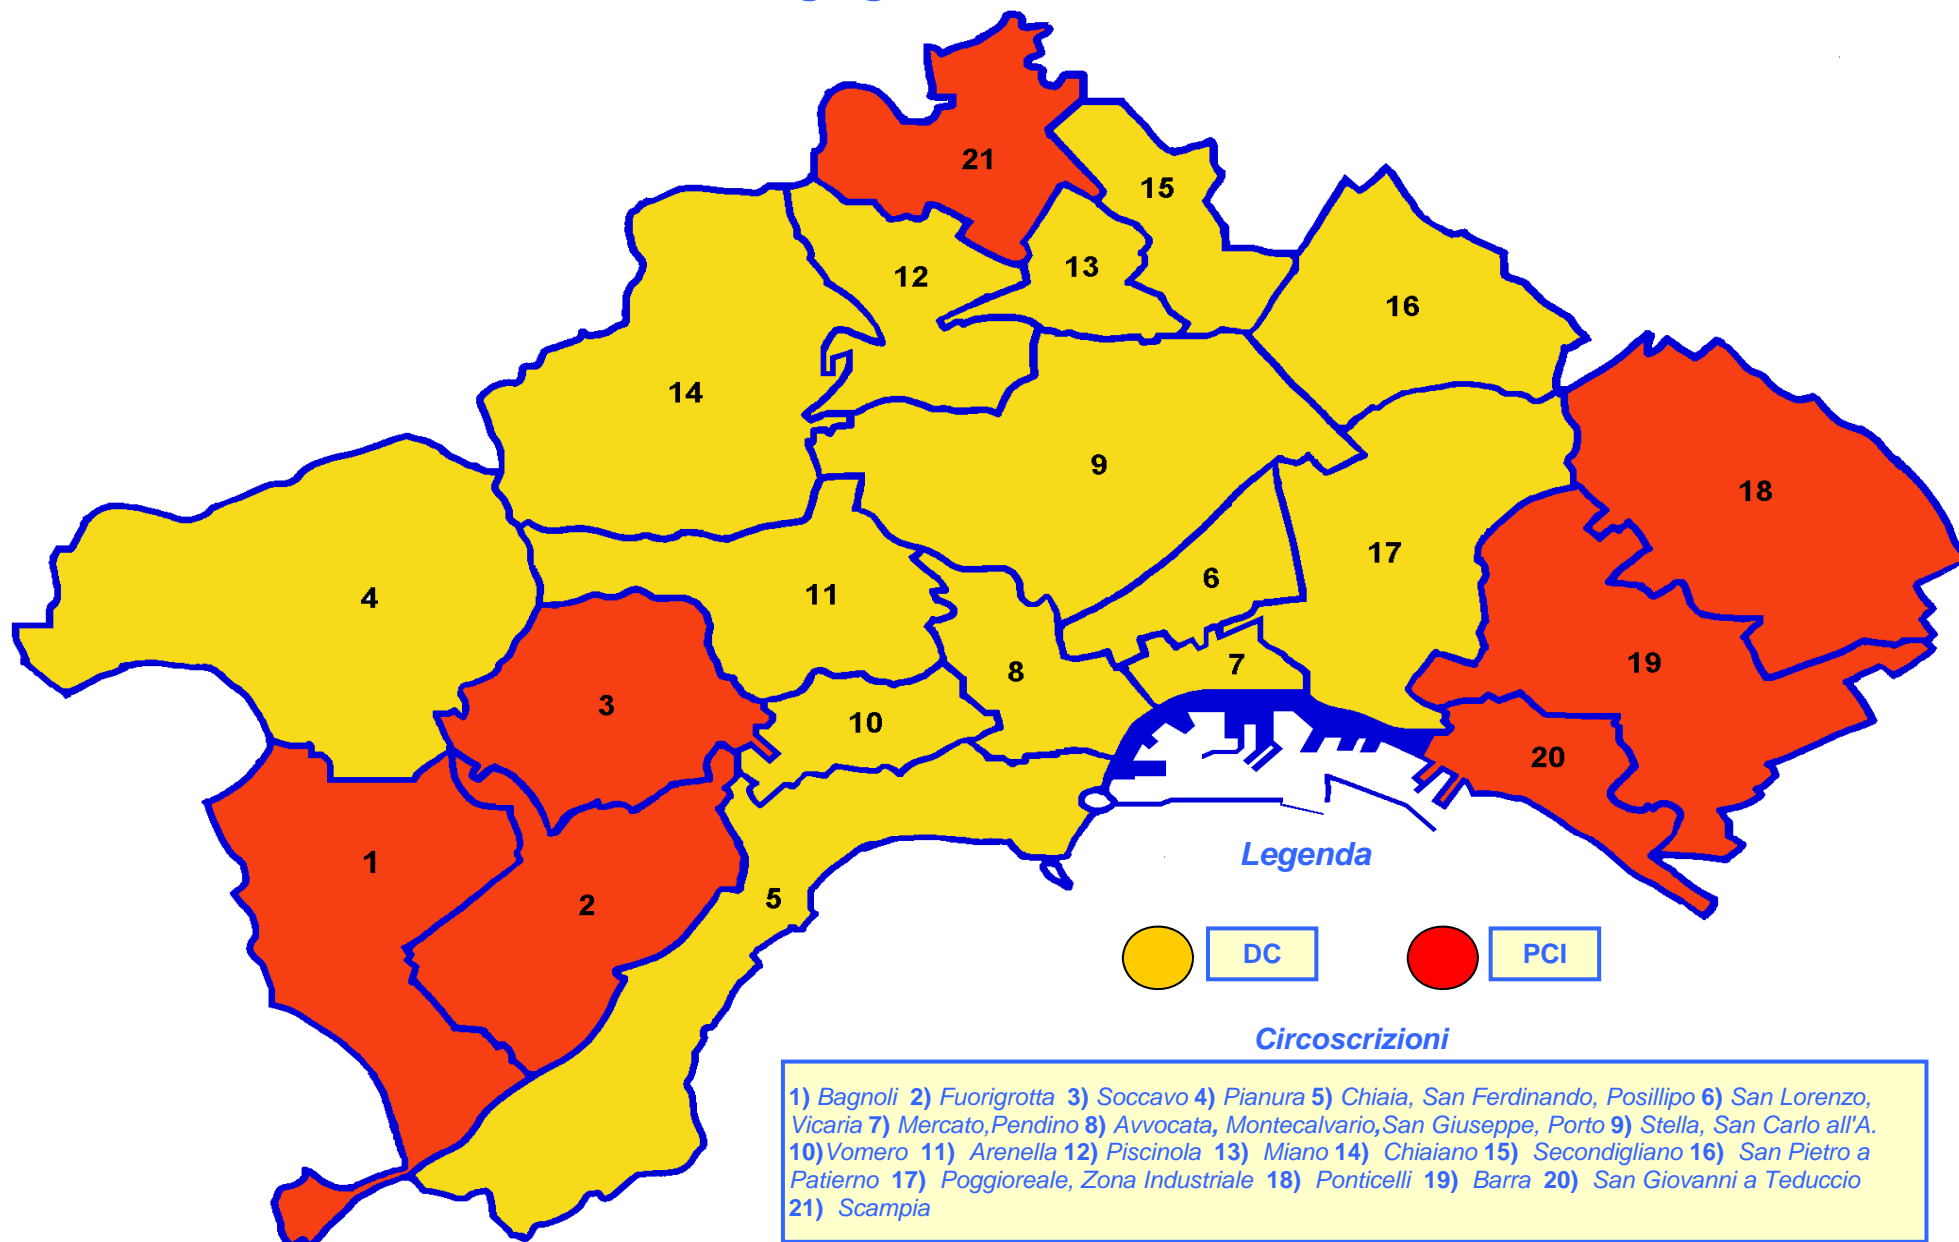 21
15
12
13
16
14
9
18
17
6
4
11
19
7
8
3
10
20
1
2
5
Legenda
DC
PCI
Circoscrizioni
1) Bagnoli 2) Fuorigrotta 3) Soccavo 4) Pianura 5) Chiaia, San Ferdinando, Posillipo 6) San Lorenzo,
Vicaria 7) Mercato,Pendino 8) Avvocata, Montecalvario,San Giuseppe, Porto 9) Stella, San Carlo all'A.
10)Vomero 11) Arenella 12) Piscinola 13) Miano 14) Chiaiano 15) Secondigliano 16) San Pietro a
Patierno 17) Poggioreale, Zona Industriale 18) Ponticelli 19) Barra 20) San Giovanni a Teduccio
21) Scampia